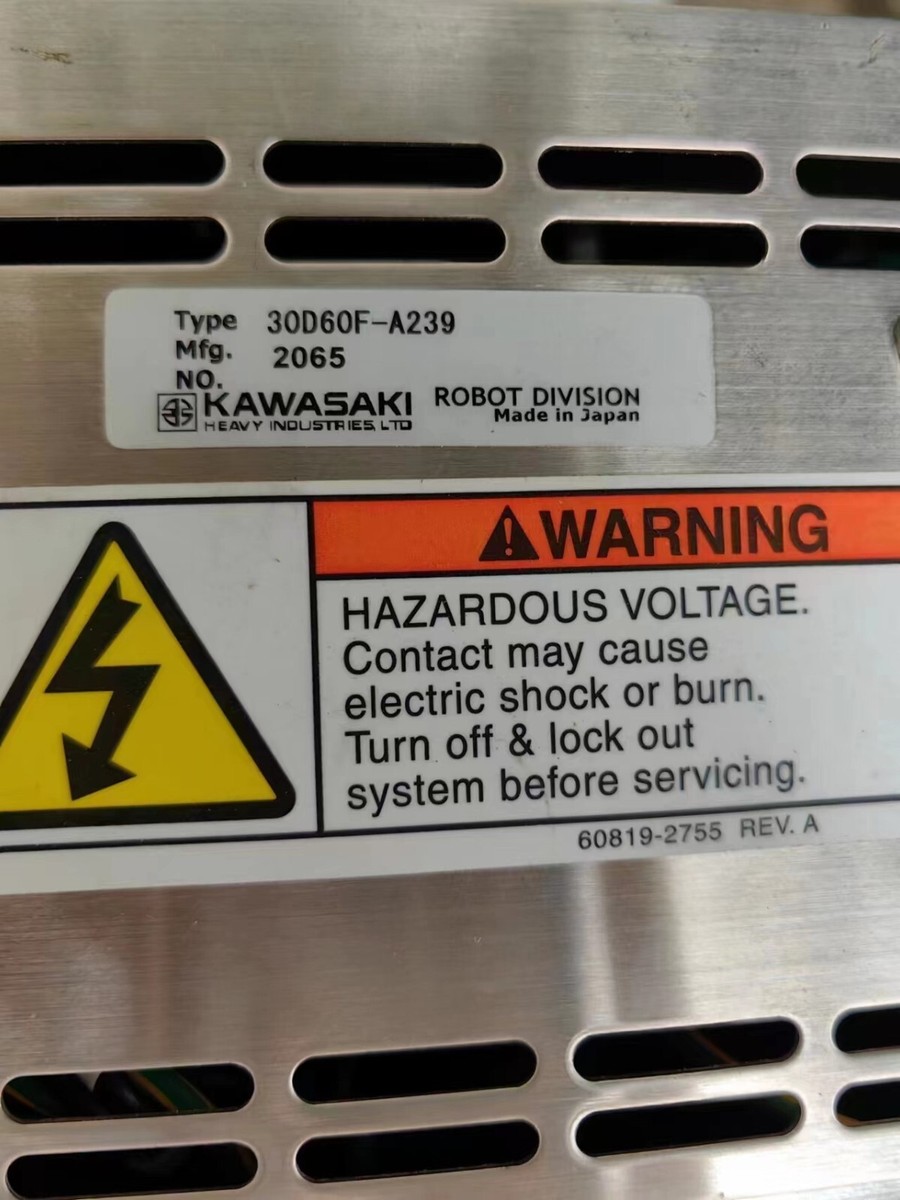 Type 30D60F-A239
Mfg. 2065
NO.
KAWASAKI ROBOT DIVISION
HEAVY INDUSTRIES, LTD Made in Japan
WARNING
HAZARDOUS VOLTAGE.
Contact may cause
electric shock or burn.
Turn off & lock out
system before servicing.
60819-2755 REV. A